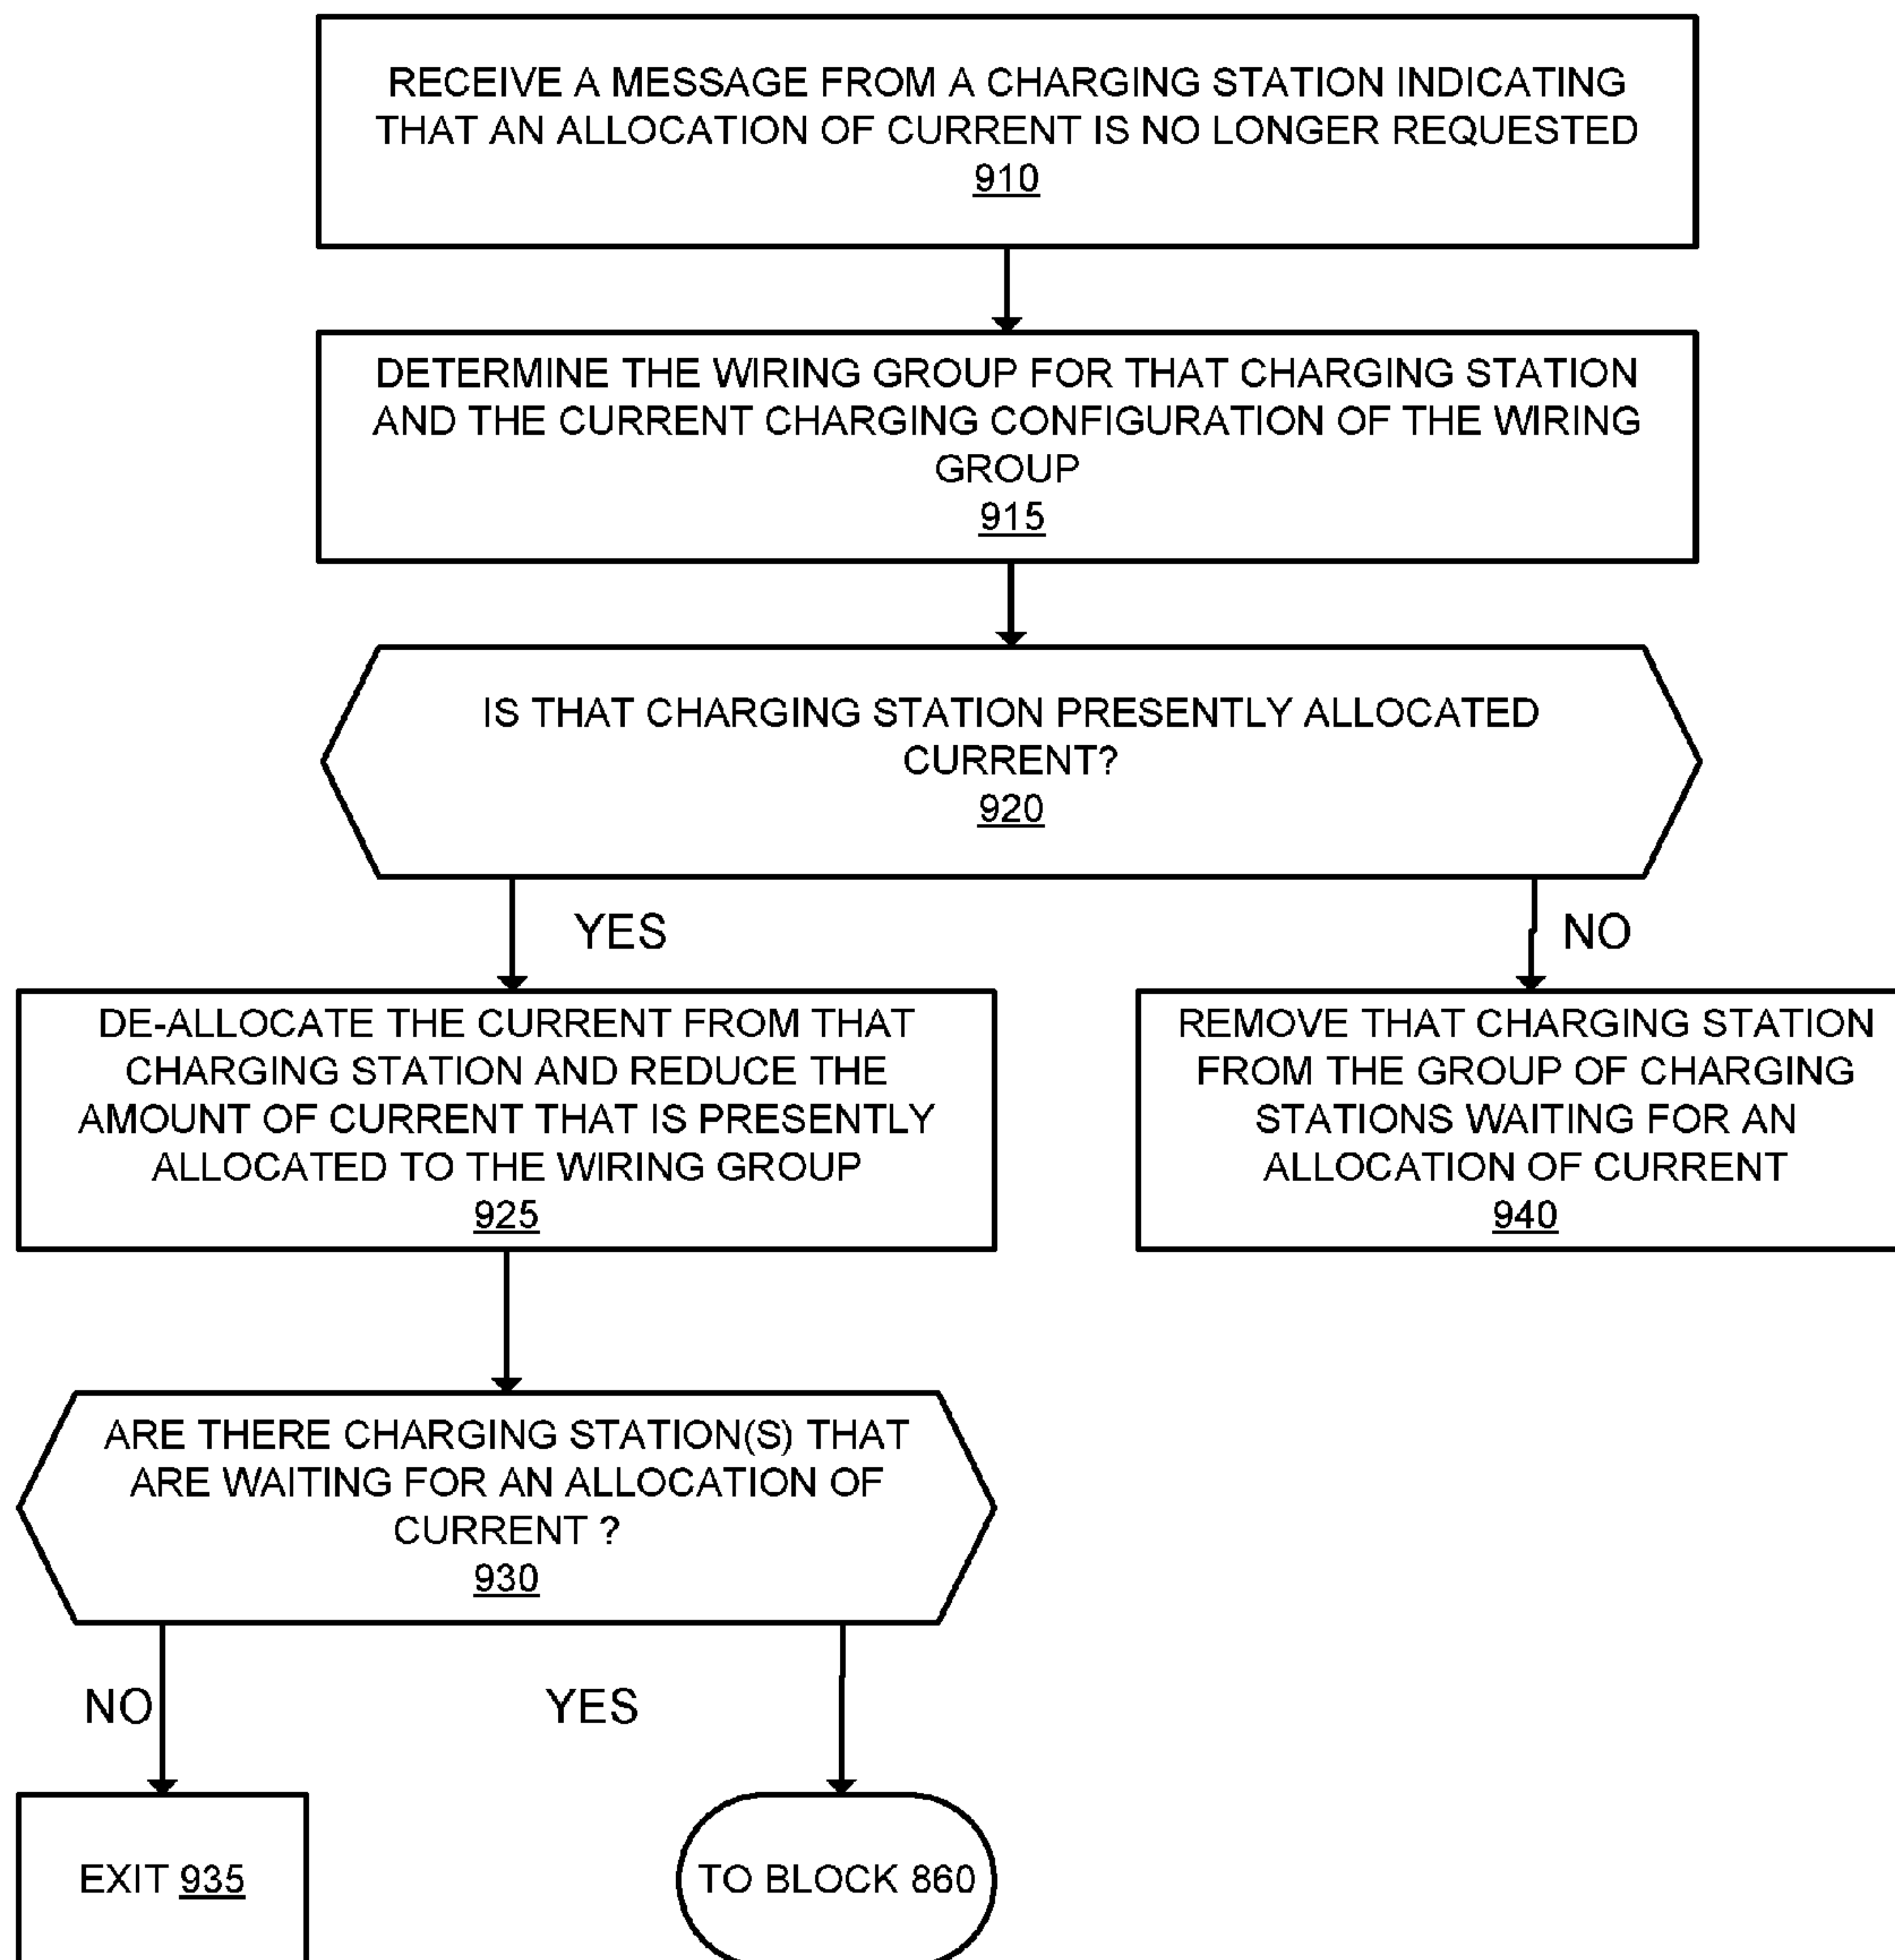 RECEIVE A MESSAGE FROM A CHARGING STATION INDICATING
THAT AN ALLOCATION OF CURRENT IS NO LONGER REQUESTED
910
DETERMINE THE WIRING GROUP FOR THAT CHARGING STATION
AND THE CURRENT CHARGING CONFIGURATION OF THE WIRING
GROUP
915
IS THAT CHARGING STATION PRESENTLY ALLOCATED
CURRENT?
920
YES
NO
DE-ALLOCATE THE CURRENT FROM THAT
CHARGING STATION AND REDUCE THE
AMOUNT OF CURRENT THAT IS PRESENTLY
ALLOCATED TO THE WIRING GROUP
925
REMOVE THAT CHARGING STATION
FROM THE GROUP OF CHARGING
STATIONS WAITING FOR AN
ALLOCATION OF CURRENT
940
ARE THERE CHARGING STATION(S) THAT
ARE WAITING FOR AN ALLOCATION OF
CURRENT ?
930
NO
YES
EXIT 935
TO BLOCK 860